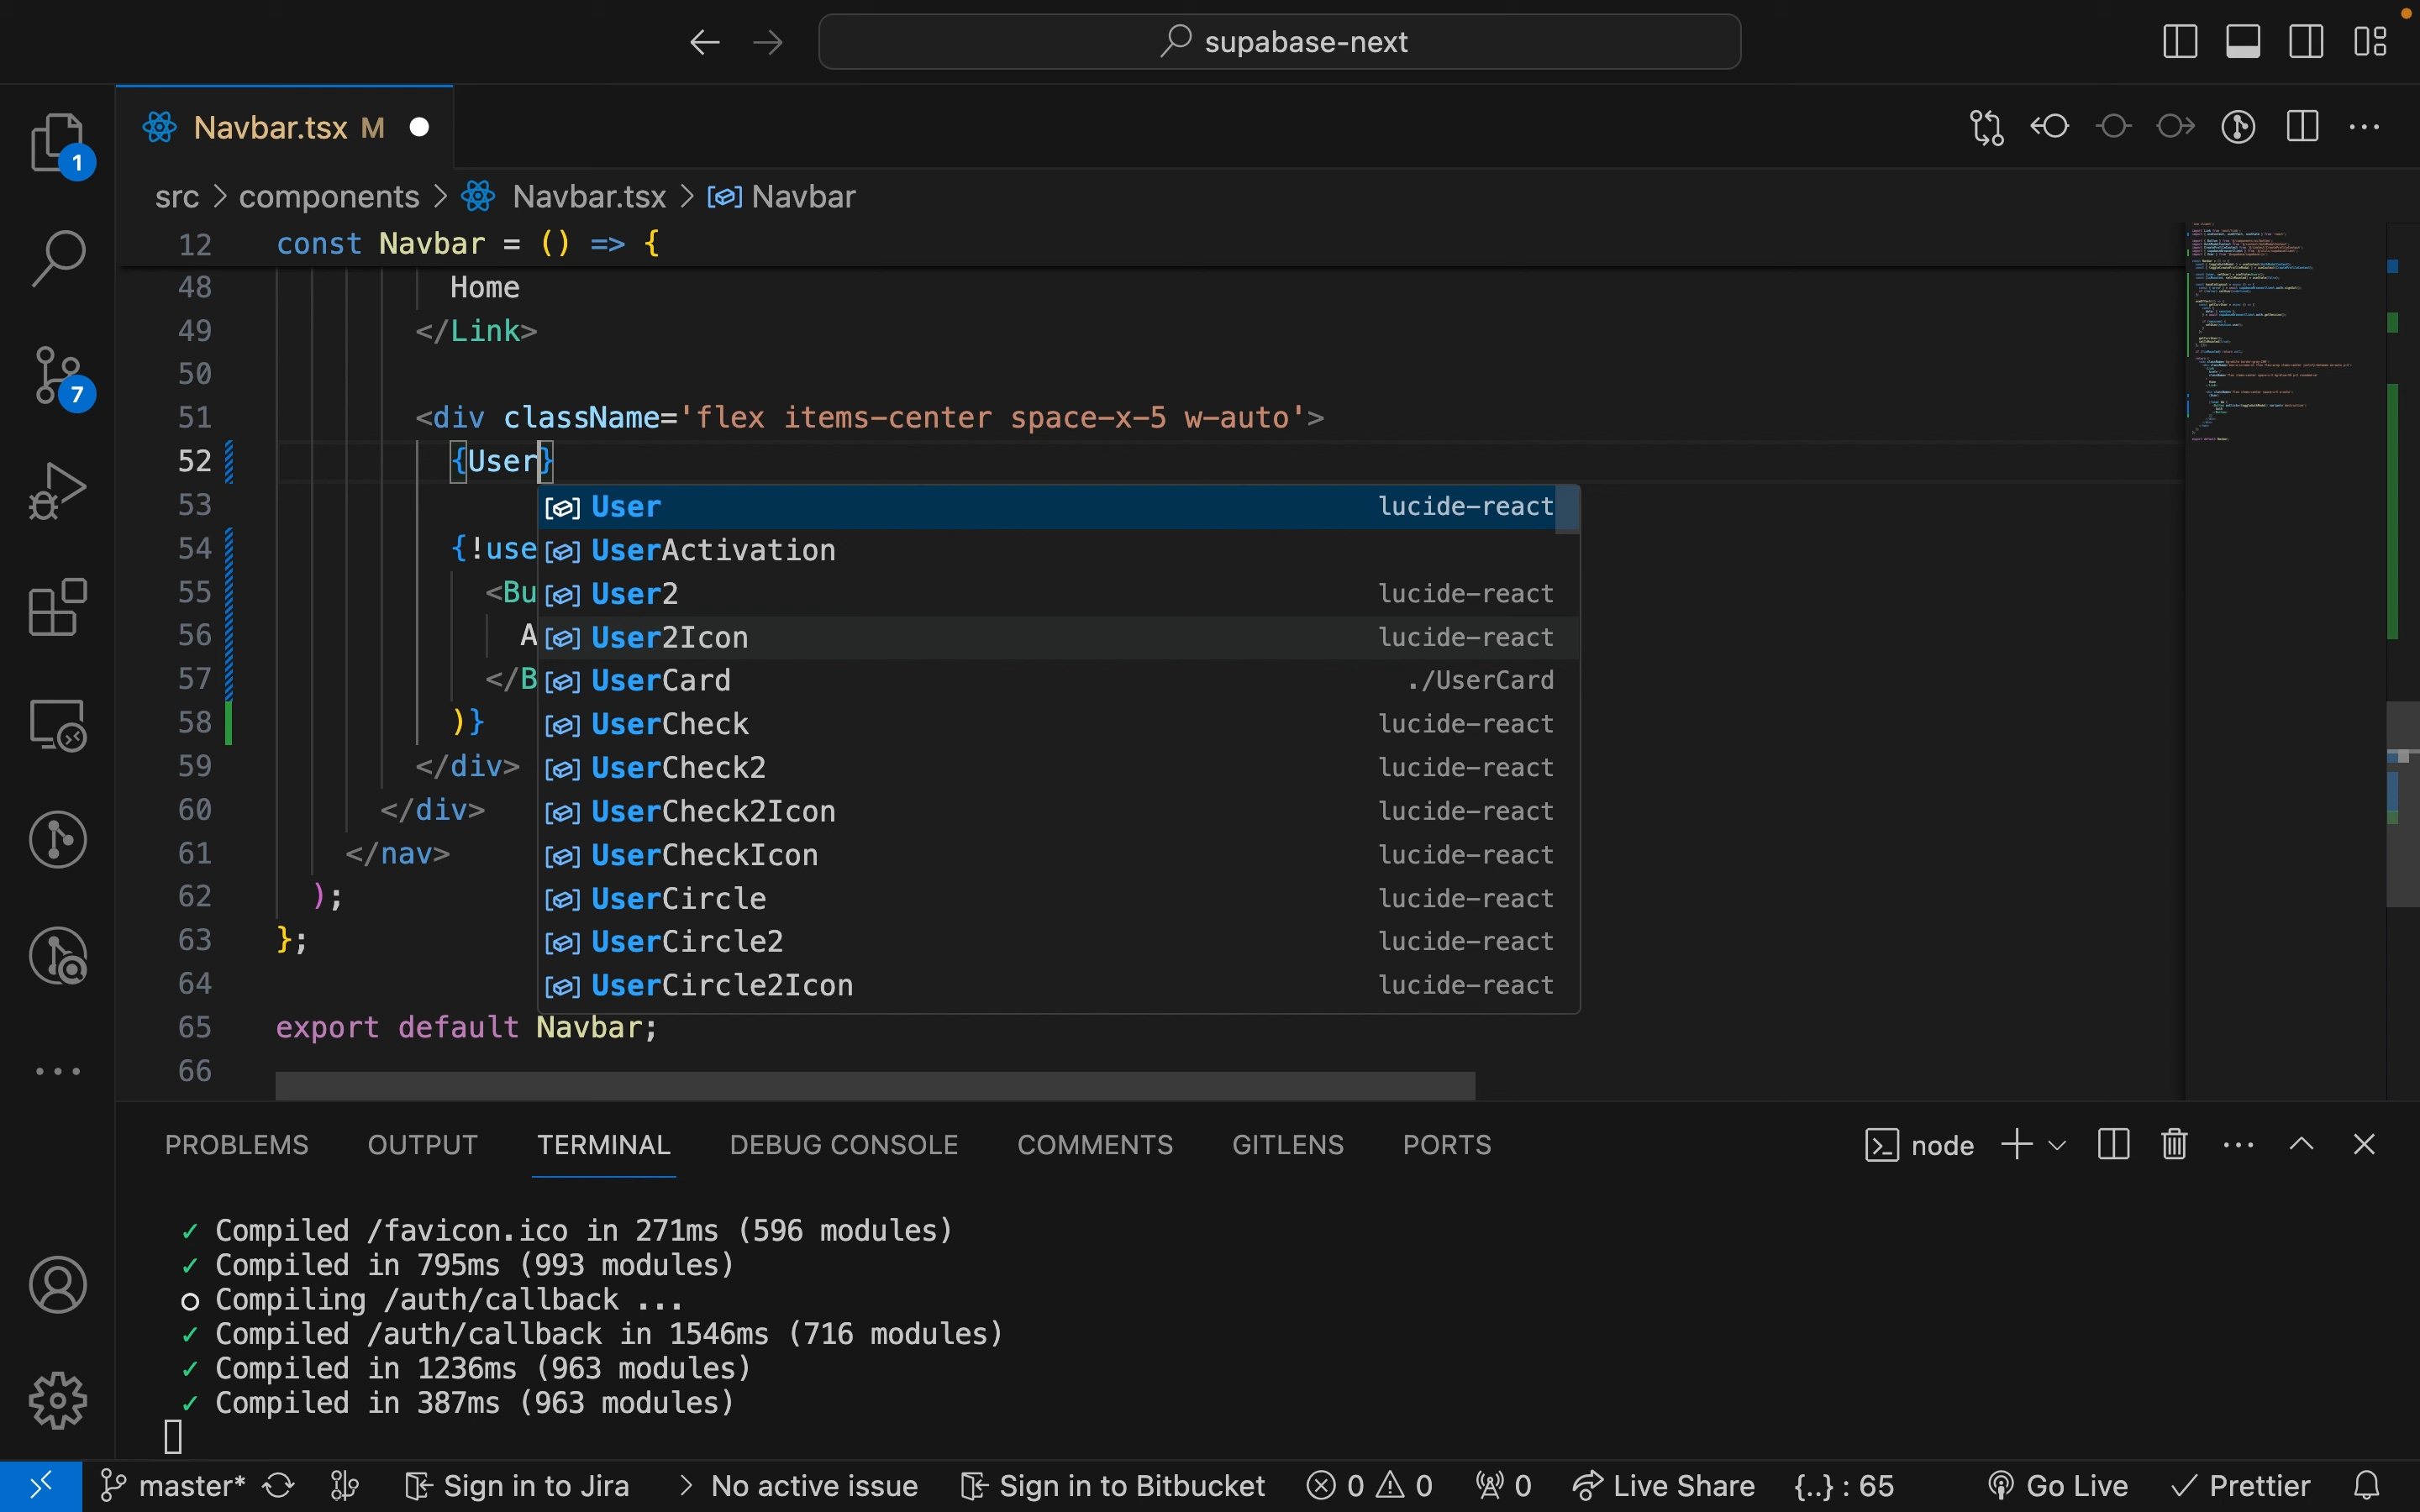 supabase-next
Navbar.tsx M
1
src > components > Navbar.tsx > Navbar
12 const Navbar = () => {
48 Home
49 </Link>
50
51 <div className='flex items-center space-x-5 w-auto'>
52 {User}
53
54 {!use
55 <Bu
56 A
57 </B
58 )}
59 </div>
60 </div>
61 </nav>
62 );
63 };
64
65 export default Navbar;
66
User lucide-react
UserActivation
User2 lucide-react
User2Icon lucide-react
UserCard ./UserCard
UserCheck lucide-react
UserCheck2 lucide-react
UserCheck2Icon lucide-react
UserCheckIcon lucide-react
UserCircle lucide-react
UserCircle2 lucide-react
UserCircle2Icon lucide-react
7
PROBLEMS OUTPUT TERMINAL DEBUG CONSOLE COMMENTS GITLENS PORTS node
✓ Compiled /favicon.ico in 271ms (596 modules)
✓ Compiled in 795ms (993 modules)
○ Compiling /auth/callback ...
✓ Compiled /auth/callback in 1546ms (716 modules)
✓ Compiled in 1236ms (963 modules)
✓ Compiled in 387ms (963 modules)
master* Sign in to Jira > No active issue Sign in to Bitbucket 0 0 0 Live Share {..} : 65 Go Live ✓ Prettier